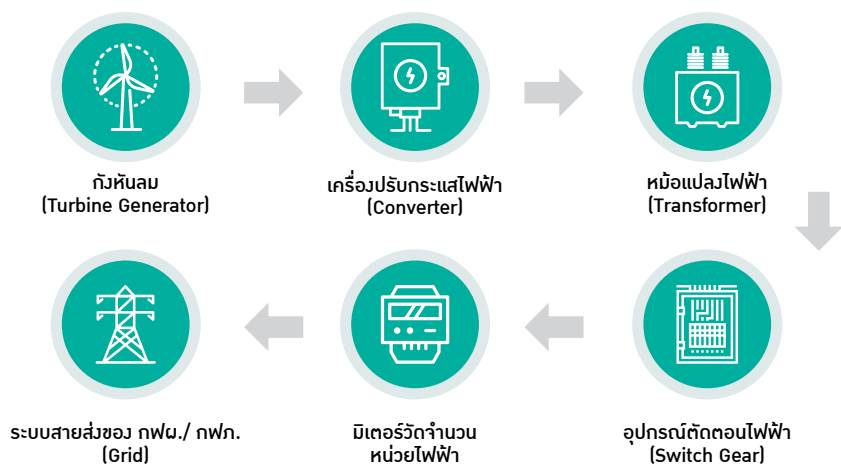 กังหันลม
(Turbine Generator)
เครื่องปรับกระแสไฟฟ้า
(Converter)
หม้อแปลงไฟฟ้า
(Transformer)
อุปกรณ์ตัดตอนไฟฟ้า
(Switch Gear)
มิเตอร์วัดจำนวน
หน่วยไฟฟ้า
ระบบสายส่งของ กฟผ./ กฟภ.
(Grid)